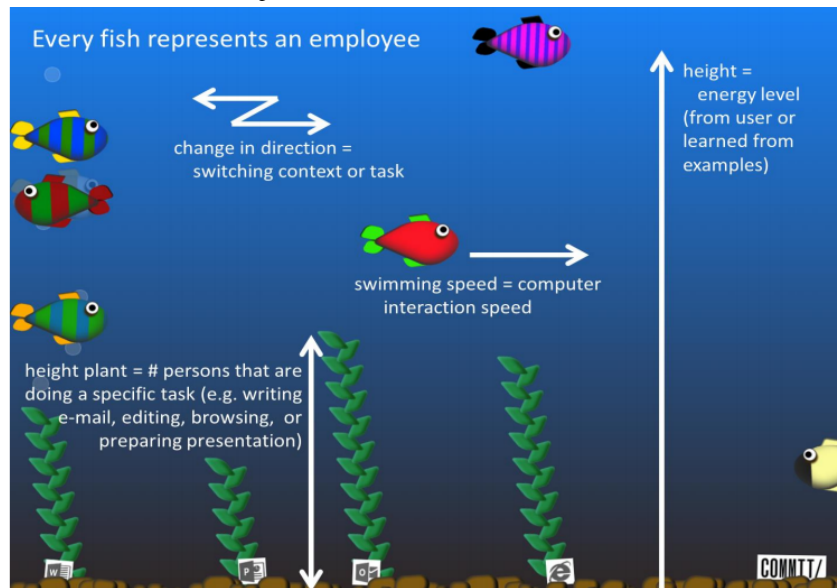 Every fish represents an employee
height =
energy level
(from user or
learned from
examples)
change in direction =
switching context or task
swimming speed = computer
interaction speed
height plant = # persons that are
doing a specific task (e.g. writing
e-mail, editing, browsing, or
preparing presentation)
W
P
O
e
COMMIT/